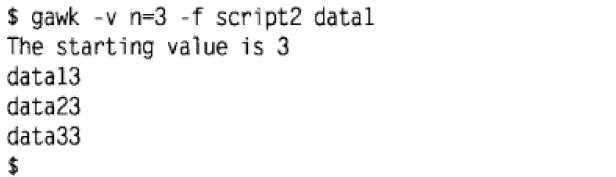 $ gawk -v n=3 -f script2 data1
The starting value is 3
data13
data23
data33
$